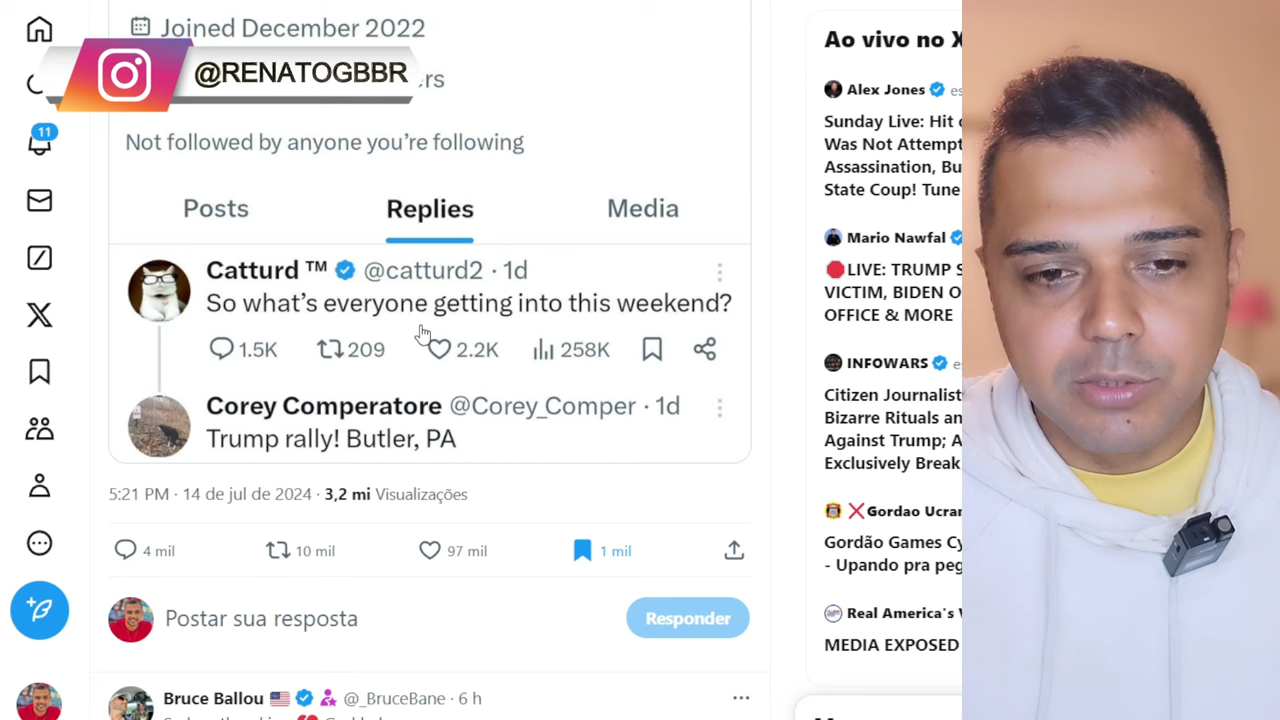 Joined December 2022
@RENATOGBBR
Not followed by anyone you're following
Posts Replies Media
Catturd ™ @catturd2 · 1d
So what's everyone getting into this weekend?
1.5K 209 2.2K 258K
Corey Comperatore @Corey_Comper · 1d
Trump rally! Butler, PA
5:21 PM · 14 de jul de 2024 · 3,2 mi Visualizações
4 mil 10 mil 97 mil 1 mil
Postar sua resposta
Responder
Bruce Ballou @_BruceBane · 6 h
11
Ao vivo no X
Alex Jones
Sunday Live: Hit
Was Not Attempt
Assassination, Bu
State Coup! Tune
Mario Nawfal
LIVE: TRUMP S
VICTIM, BIDEN O
OFFICE & MORE
INFOWARS
Citizen Journalist
Bizarre Rituals an
Against Trump; A
Exclusively Break
Gordao Ucran
Gordão Games Cy
- Upando pra peg
Real America's
MEDIA EXPOSED